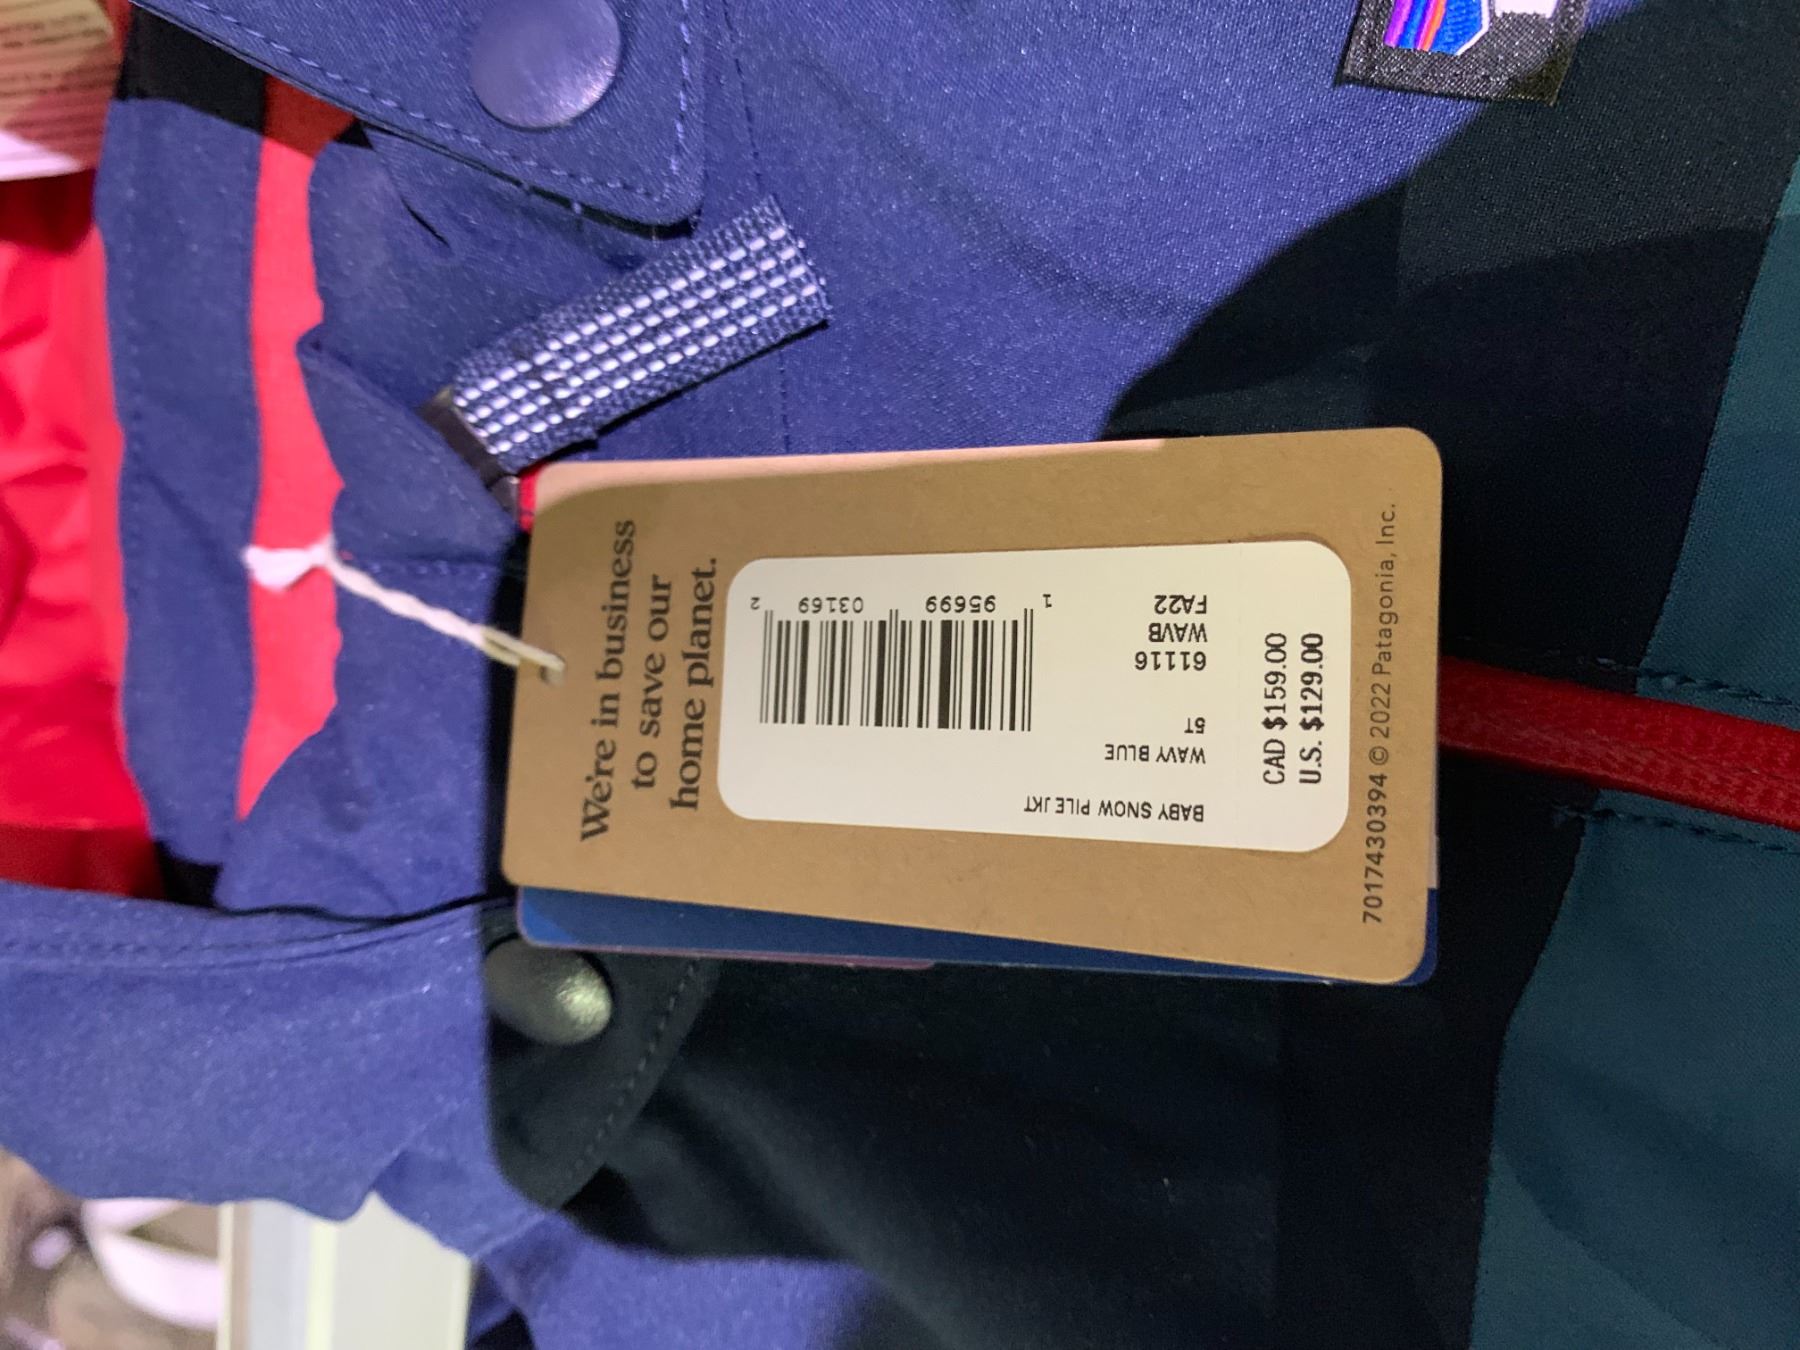 We're in business
to save our
home planet.
1 95699 03169 2
61116
WAVB
FA22
5T
WAVY BLUE
BABY SNOW PILE JKT
CAD $159.00
U.S. $129.00
7017430394 © 2022 Patagonia, Inc.